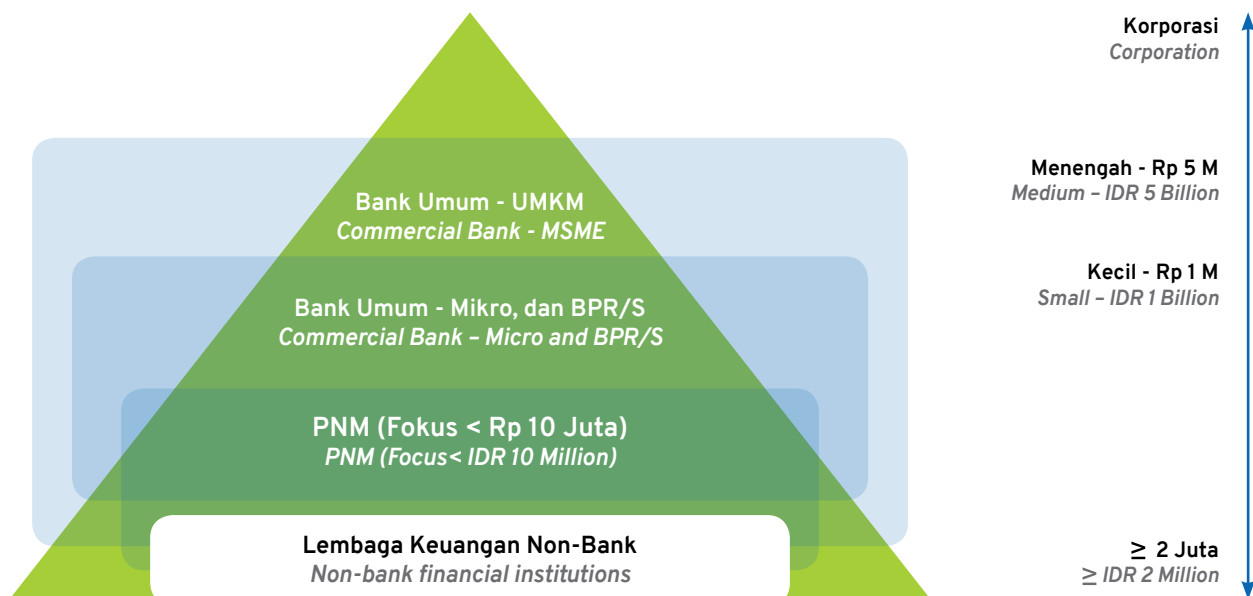 Korporasi
Corporation
Menengah - Rp 5 M
Medium – IDR 5 Billion
Bank Umum - UMKM
Commercial Bank - MSME
Kecil - Rp 1 M
Small – IDR 1 Billion
Bank Umum - Mikro, dan BPR/S
Commercial Bank – Micro and BPR/S
PNM (Fokus < Rp 10 Juta)
PNM (Focus< IDR 10 Million)
Lembaga Keuangan Non-Bank
Non-bank financial institutions
≥ 2 Juta
≥ IDR 2 Million